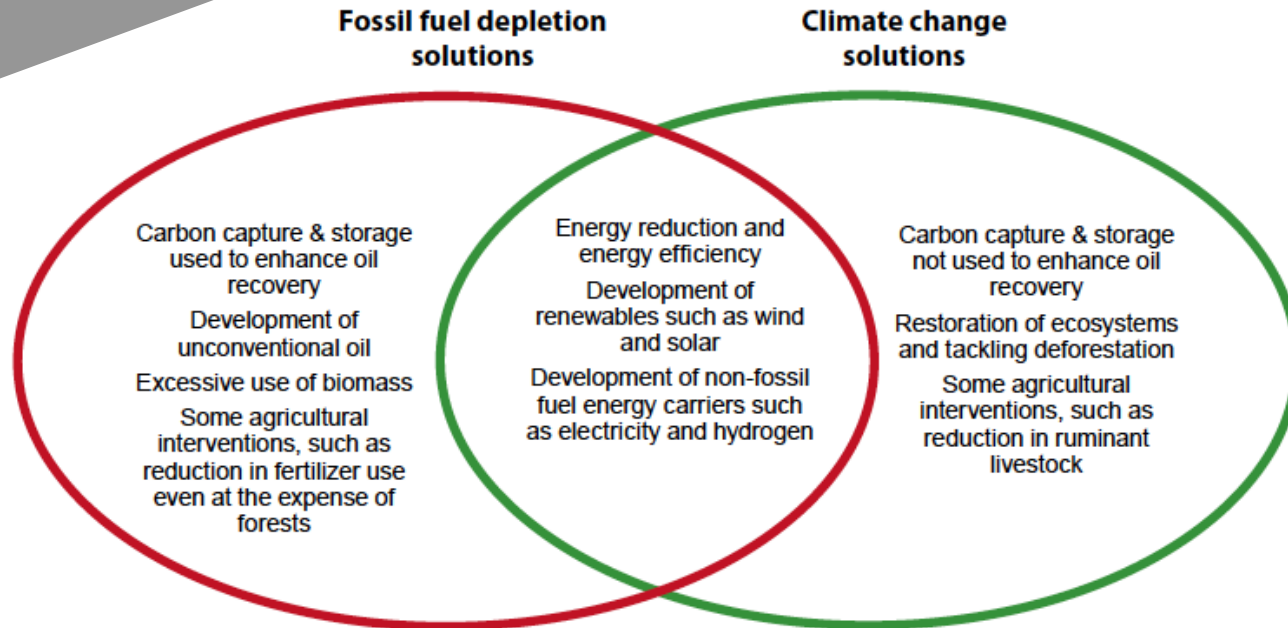 Fossil fuel depletion
solutions
Climate change
solutions
Carbon capture & storage
used to enhance oil
recovery
Development of
unconventional oil
Excessive use of biomass
Some agricultural
interventions, such as
reduction in fertilizer use
even at the expense of
forests
Energy reduction and
energy efficiency
Development of
renewables such as wind
and solar
Development of non-fossil
fuel energy carriers such
as electricity and hydrogen
Carbon capture & storage
not used to enhance oil
recovery
Restoration of ecosystems
and tackling deforestation
Some agricultural
interventions, such as
reduction in ruminant
livestock